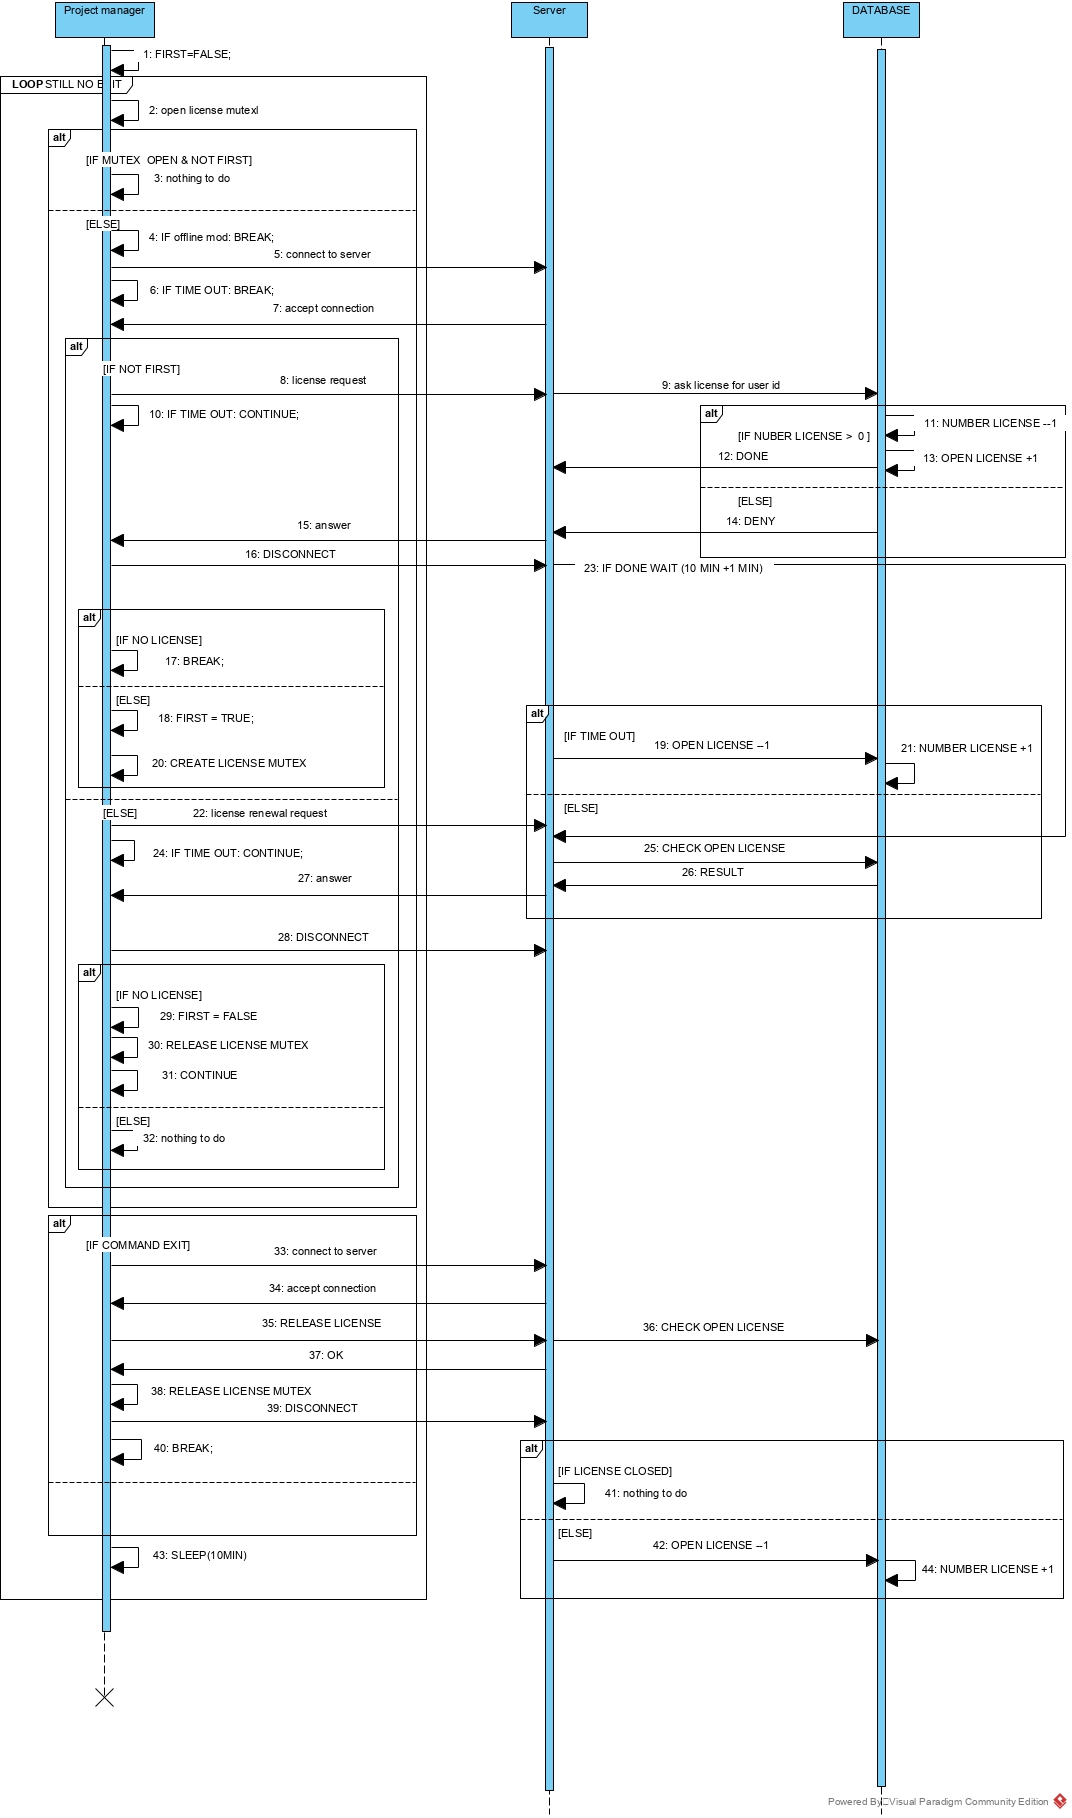 Project manager
Server
DATABASE
1: FIRST=FALSE;
LOOP STILL NO EXIT
2: open license mutexl
alt
[IF MUTEX OPEN & NOT FIRST]
3: nothing to do
[ELSE]
4: IF offline mod: BREAK;
5: connect to server
6: IF TIME OUT: BREAK;
7: accept connection
alt
[IF NOT FIRST]
8: license request
9: ask license for user id
10: IF TIME OUT: CONTINUE;
alt
11: NUMBER LICENSE --1
[IF NUBER LICENSE > 0 ]
12: DONE
13: OPEN LICENSE +1
[ELSE]
14: DENY
15: answer
16: DISCONNECT
23: IF DONE WAIT (10 MIN +1 MIN)
alt
[IF NO LICENSE]
17: BREAK;
[ELSE]
18: FIRST = TRUE;
20: CREATE LICENSE MUTEX
alt
[IF TIME OUT]
19: OPEN LICENSE --1
21: NUMBER LICENSE +1
[ELSE]
[ELSE]
22: license renewal request
24: IF TIME OUT: CONTINUE;
25: CHECK OPEN LICENSE
26: RESULT
27: answer
28: DISCONNECT
alt
[IF NO LICENSE]
29: FIRST = FALSE
30: RELEASE LICENSE MUTEX
31: CONTINUE
[ELSE]
32: nothing to do
alt
[IF COMMAND EXIT]
33: connect to server
34: accept connection
35: RELEASE LICENSE
36: CHECK OPEN LICENSE
37: OK
38: RELEASE LICENSE MUTEX
39: DISCONNECT
40: BREAK;
alt
[IF LICENSE CLOSED]
41: nothing to do
[ELSE]
42: OPEN LICENSE --1
43: SLEEP(10MIN)
44: NUMBER LICENSE +1
Powered By Visual Paradigm Community Edition